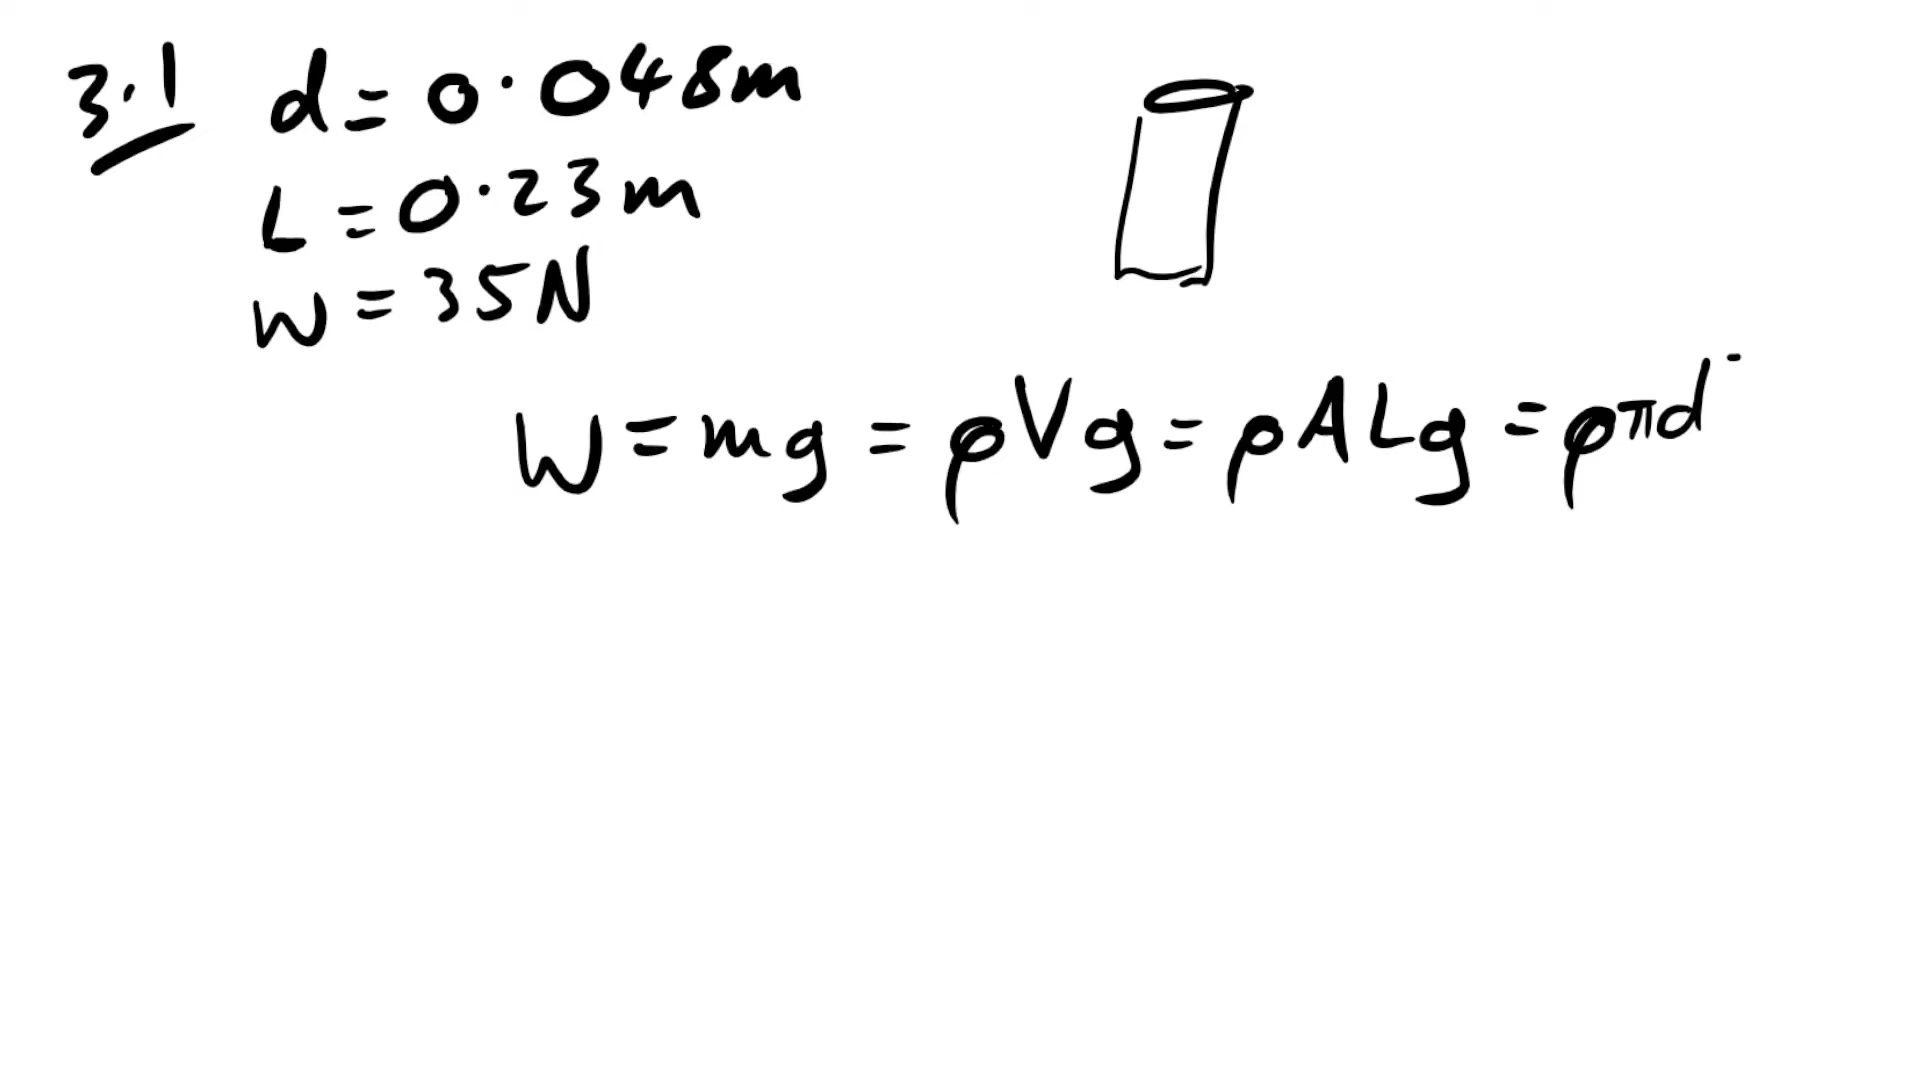 3.1 d = 0.048m
L = 0.23m
W = 35N
W = mg = ρVg = ρALg = ρπd